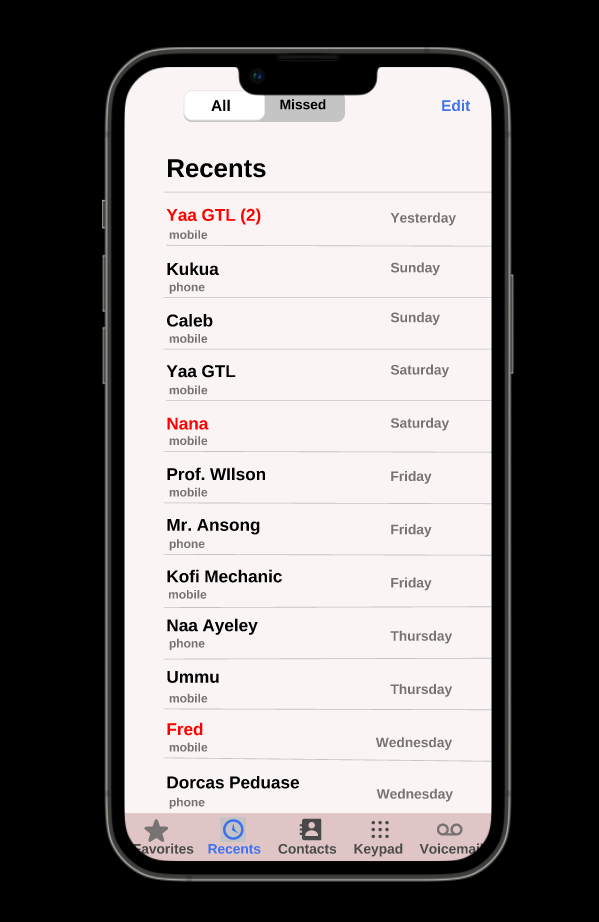 All Missed Edit
Recents
Yaa GTL (2) Yesterday
mobile
Kukua Sunday
phone
Caleb Sunday
mobile
Yaa GTL Saturday
mobile
Nana Saturday
mobile
Prof. WIlson Friday
mobile
Mr. Ansong Friday
phone
Kofi Mechanic Friday
mobile
Naa Ayeley Thursday
phone
Ummu Thursday
mobile
Fred Wednesday
mobile
Dorcas Peduase Wednesday
phone
Favorites Recents Contacts Keypad Voicemail